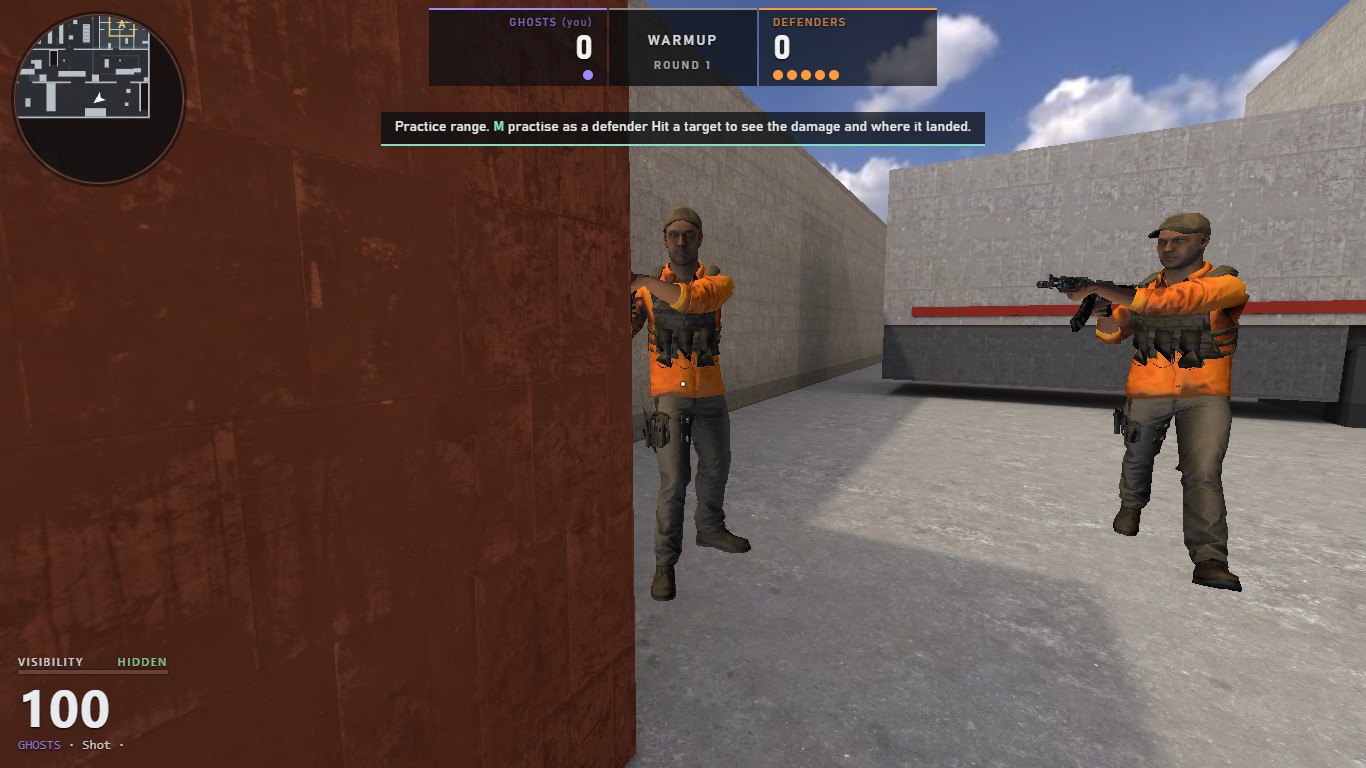 A
GHOSTS (you)
0
WARMUP
ROUND 1
DEFENDERS
0
Practice range. M practise as a defender Hit a target to see the damage and where it landed.
VISIBILITY HIDDEN
100
GHOSTS · Shot ·